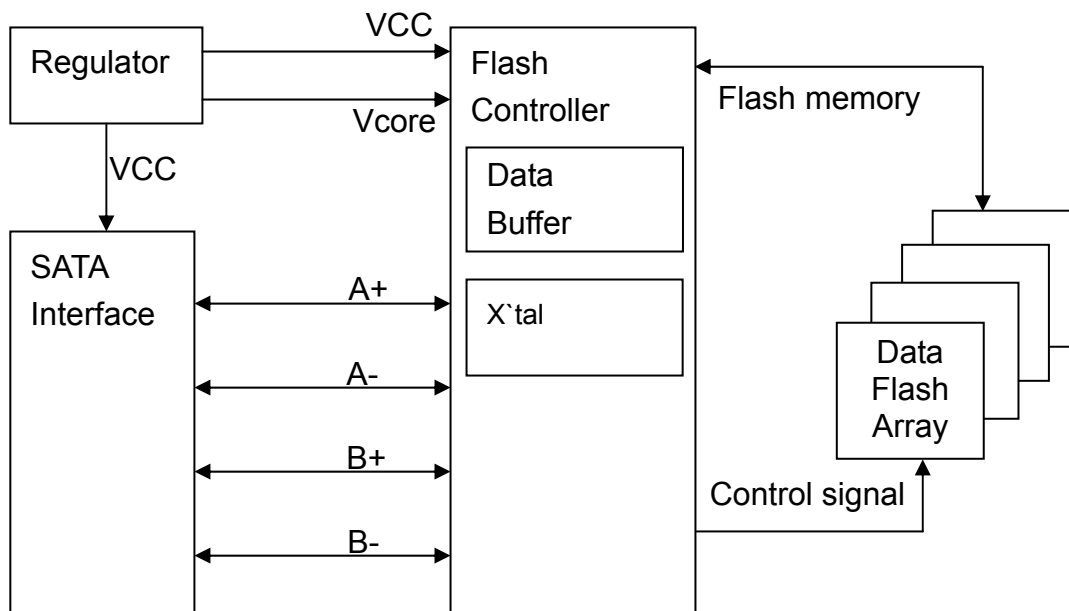 Regulator
VCC
Vcore
VCC
SATA
Interface
A+
A-
B+
B-
Flash
Controller
Data
Buffer
X`tal
Flash memory
Data
Flash
Array
Control signal